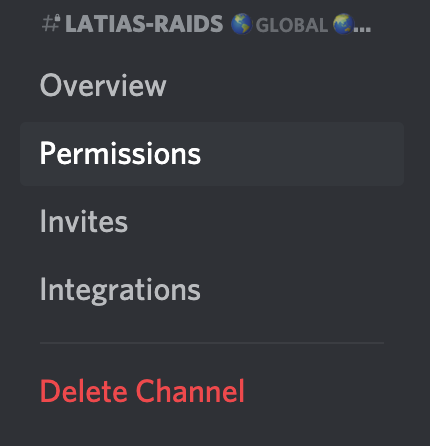 # LATIAS-RAIDS 🌎 GLOBAL 🌏...
Overview
Permissions
Invites
Integrations
Delete Channel